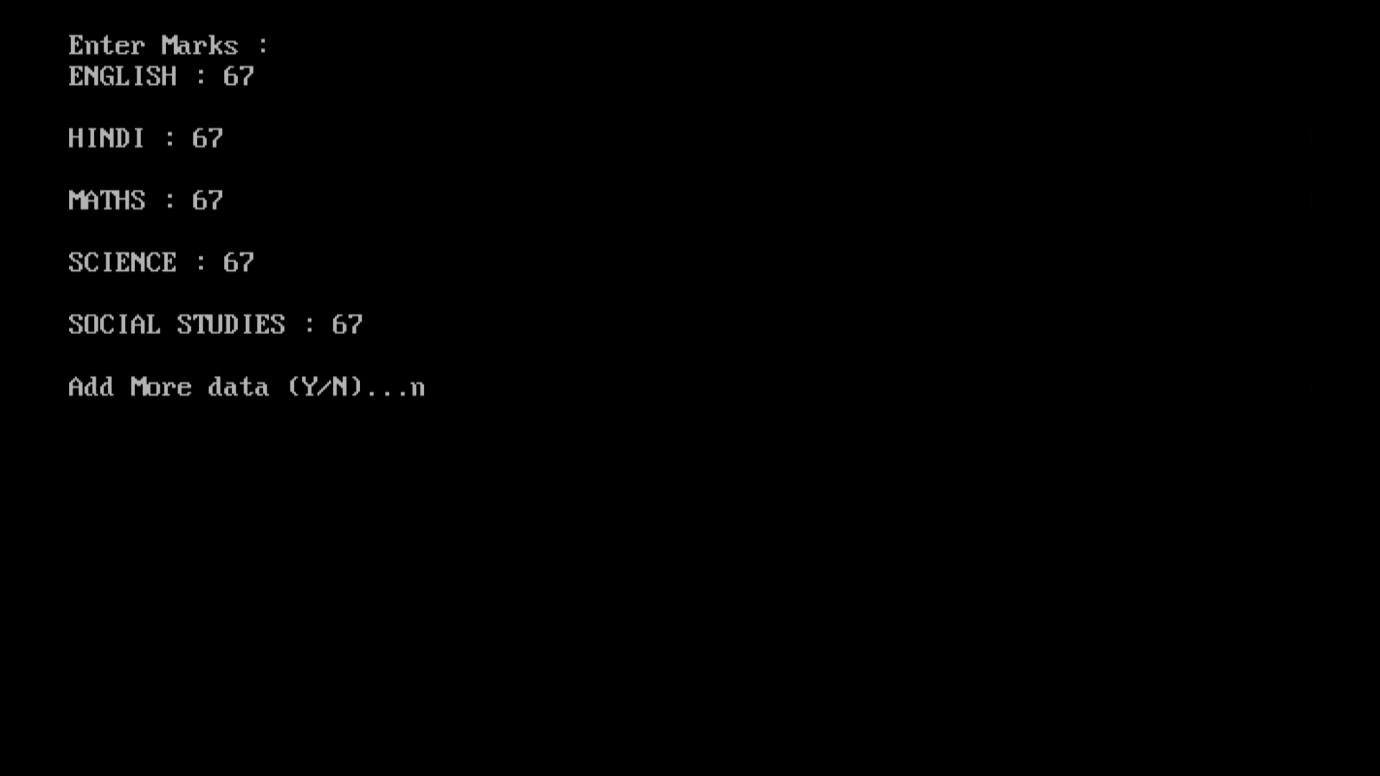 Enter Marks :
ENGLISH : 67
HINDI : 67
MATHS : 67
SCIENCE : 67
SOCIAL STUDIES : 67
Add More data (Y/N)...n